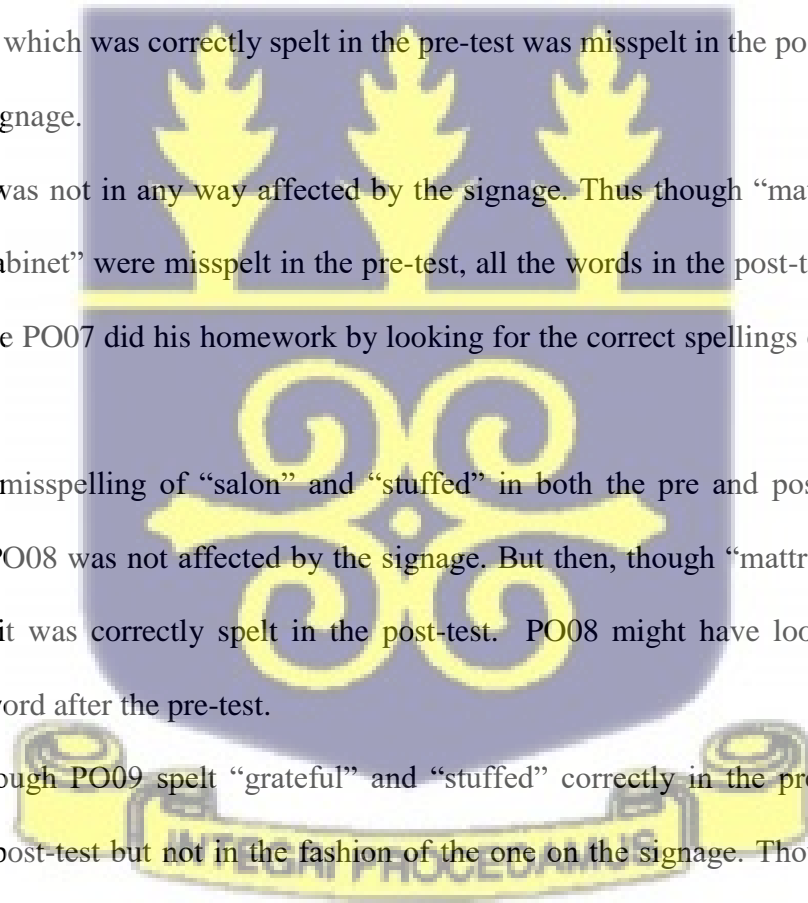 which was correctly spelt in the pre-test was misspelt in the po
gnage.
was not in any way affected by the signage. Thus though “mat
abinet” were misspelt in the pre-test, all the words in the post-t
e PO07 did his homework by looking for the correct spellings
misspelling of “salon” and “stuffed” in both the pre and pos
PO08 was not affected by the signage. But then, though “mattr
it was correctly spelt in the post-test. PO08 might have loo
ord after the pre-test.
ough PO09 spelt “grateful” and “stuffed” correctly in the pre
post-test but not in the fashion of the one on the signage. Tho
INTEGRI PROCEDAMUS